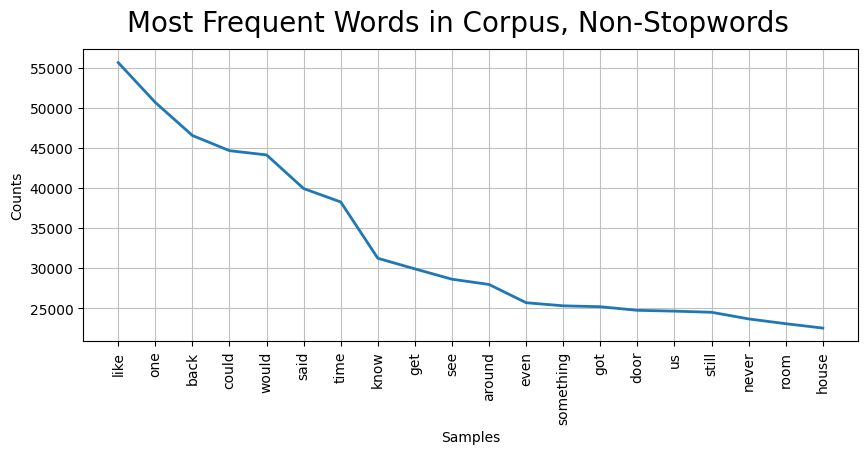 Most Frequent Words in Corpus, Non-Stopwords
55000
50000
45000
40000
35000
30000
25000
Counts
like
one
back
could
would
said
time
know
get
see
around
even
something
got
door
us
still
never
room
house
Samples